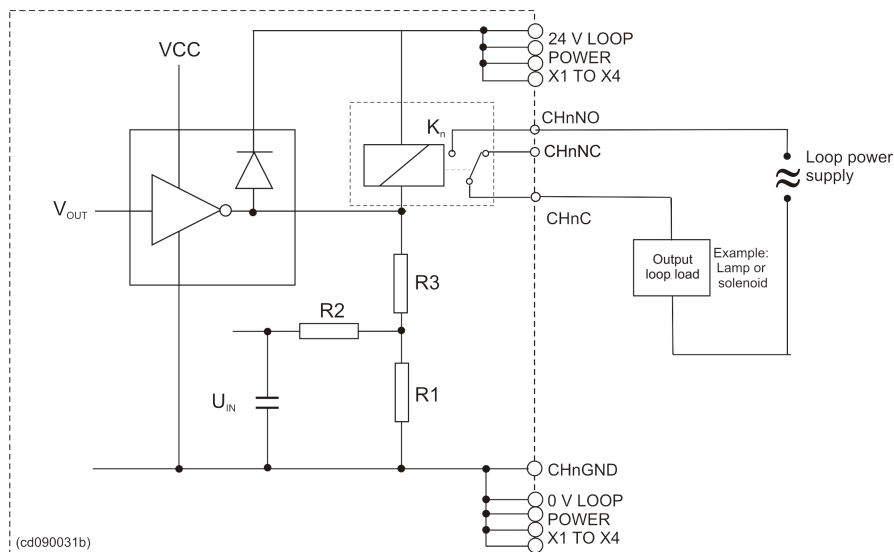 24 V LOOP
POWER
X1 TO X4
VCC
CHnNO
Kn
CHnNC
Loop power
supply
VOUT
CHnC
Output
loop load
Example:
Lamp or
solenoid
R3
R2
R1
UIN
CHnGND
0 V LOOP
POWER
X1 TO X4
(cd090031b)